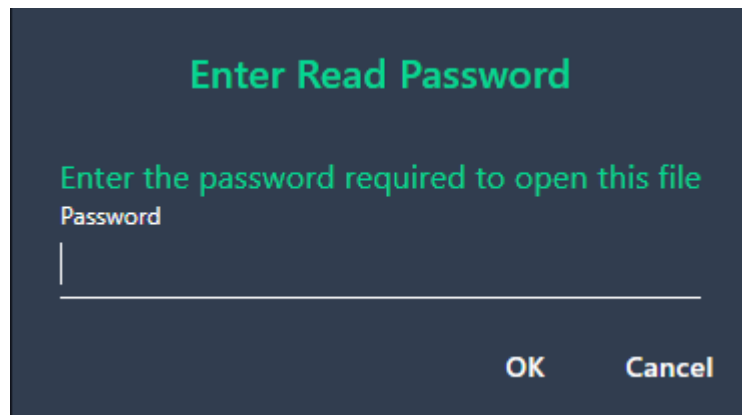 Enter Read Password
Enter the password required to open this file
Password
OK Cancel